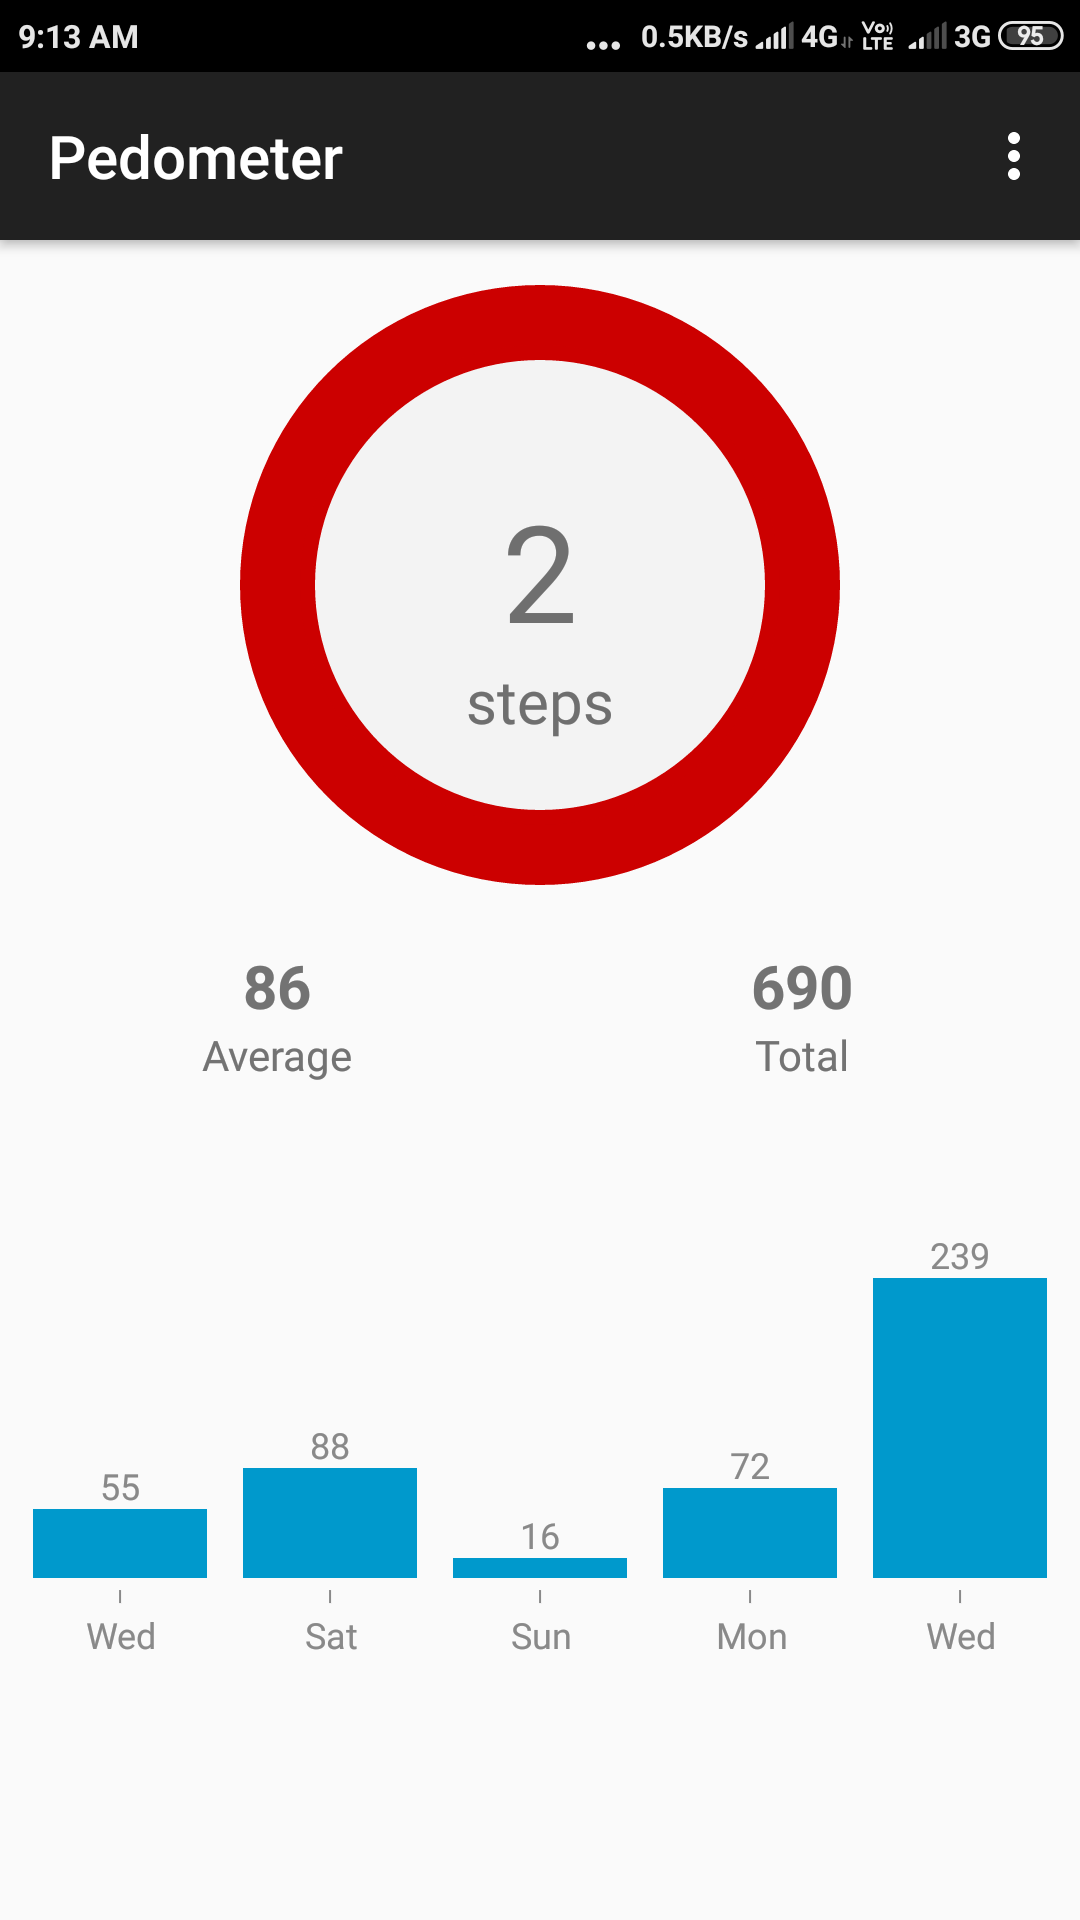 9:13 AM ... 0.5KB/s 4G Vo LTE 3G 95
Pedometer
2
steps
86 690
Average Total
239
88
72
55
16
Wed Sat Sun Mon Wed